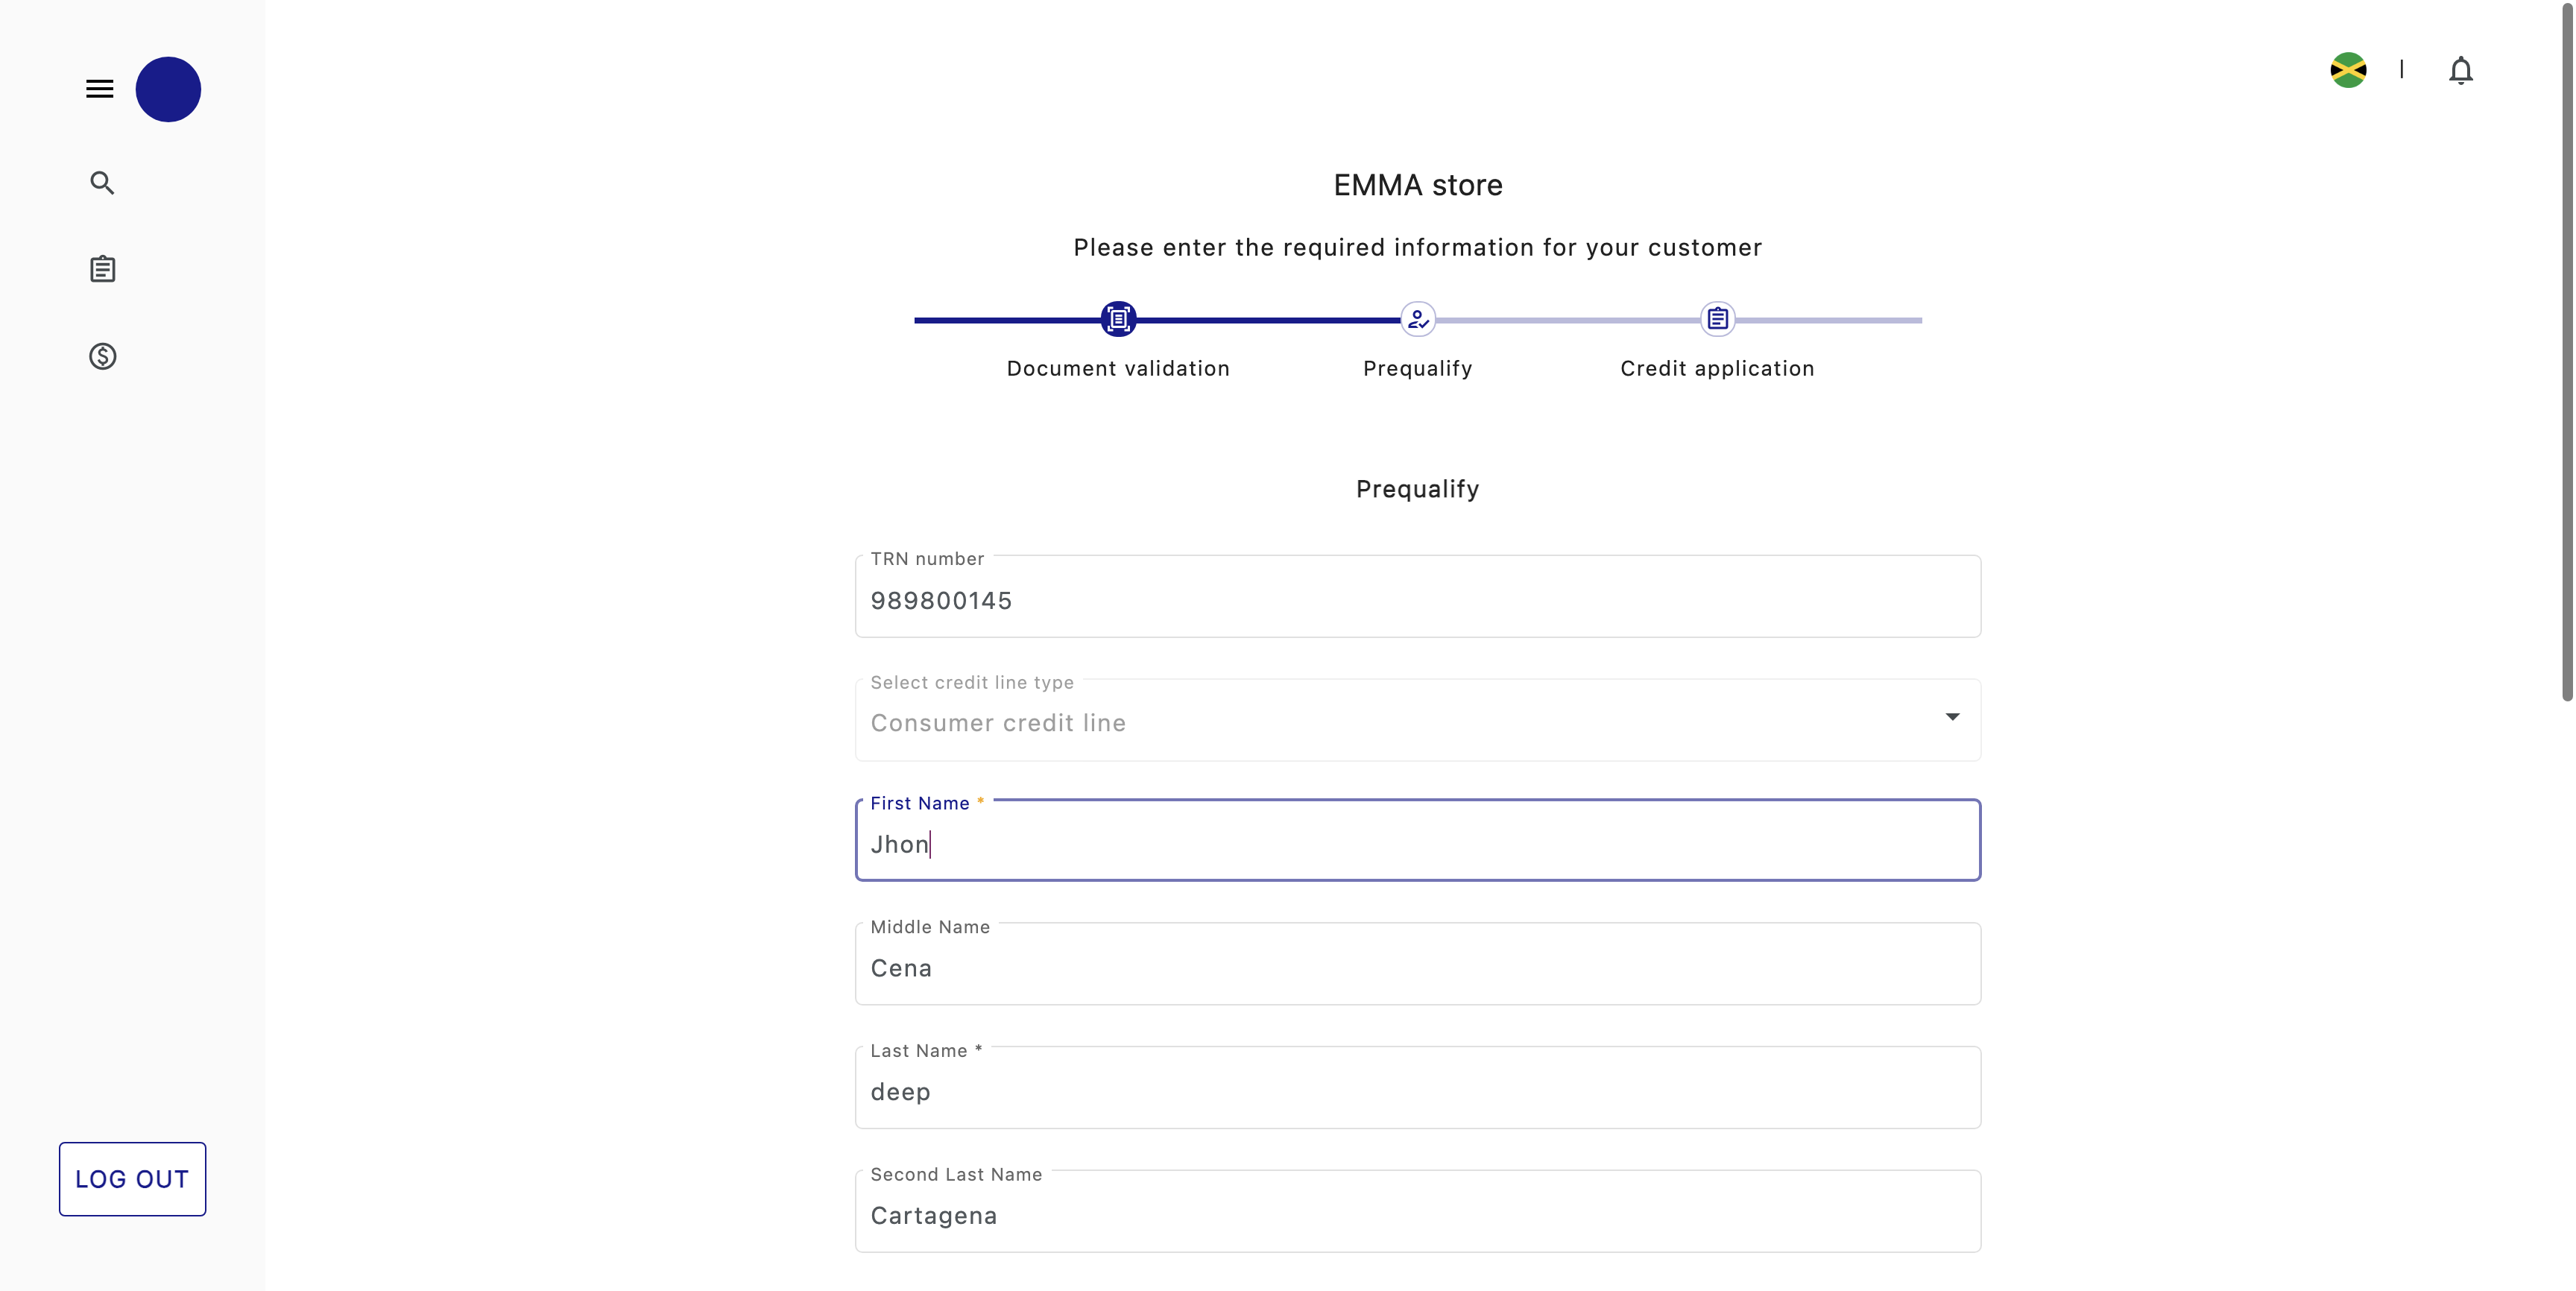 EMMA store
Please enter the required information for your customer
Document validation
Prequalify
Credit application
Prequalify
TRN number
989800145
Select credit line type
Consumer credit line
First Name *
Jhon
Middle Name
Cena
Last Name *
deep
Second Last Name
Cartagena
LOG OUT